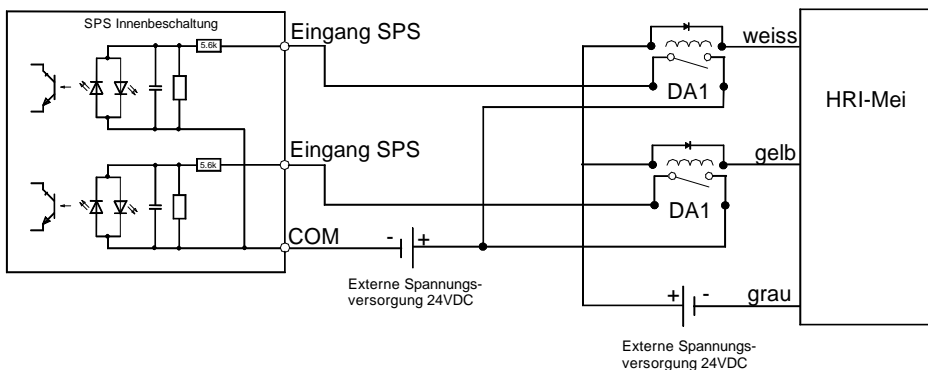 SPS Innenbeschaltung
5.6k
Eingang SPS
weiss
DA1
HRI-Mei
5.6k
Eingang SPS
gelb
DA1
COM
- +
Externe Spannungs-
versorgung 24VDC
+ -
grau
Externe Spannungs-
versorgung 24VDC